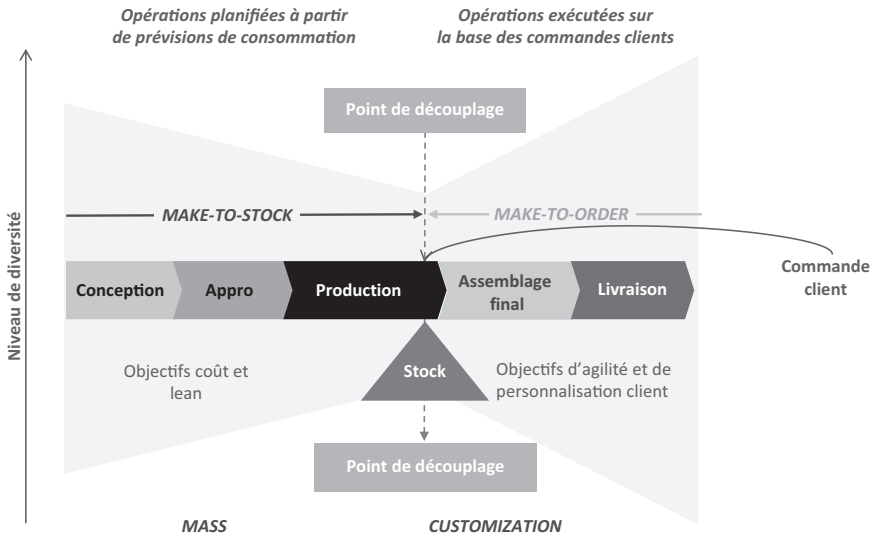 Opérations planifiées à partir
de prévisions de consommation
Opérations exécutées sur
la base des commandes clients
Point de découplage
Niveau de diversité
MAKE-TO-STOCK
MAKE-TO-ORDER
Commande
client
Conception
Appro
Production
Assemblage
final
Livraison
Objectifs coût et
lean
Stock
Objectifs d’agilité et de
personnalisation client
Point de découplage
MASS
CUSTOMIZATION